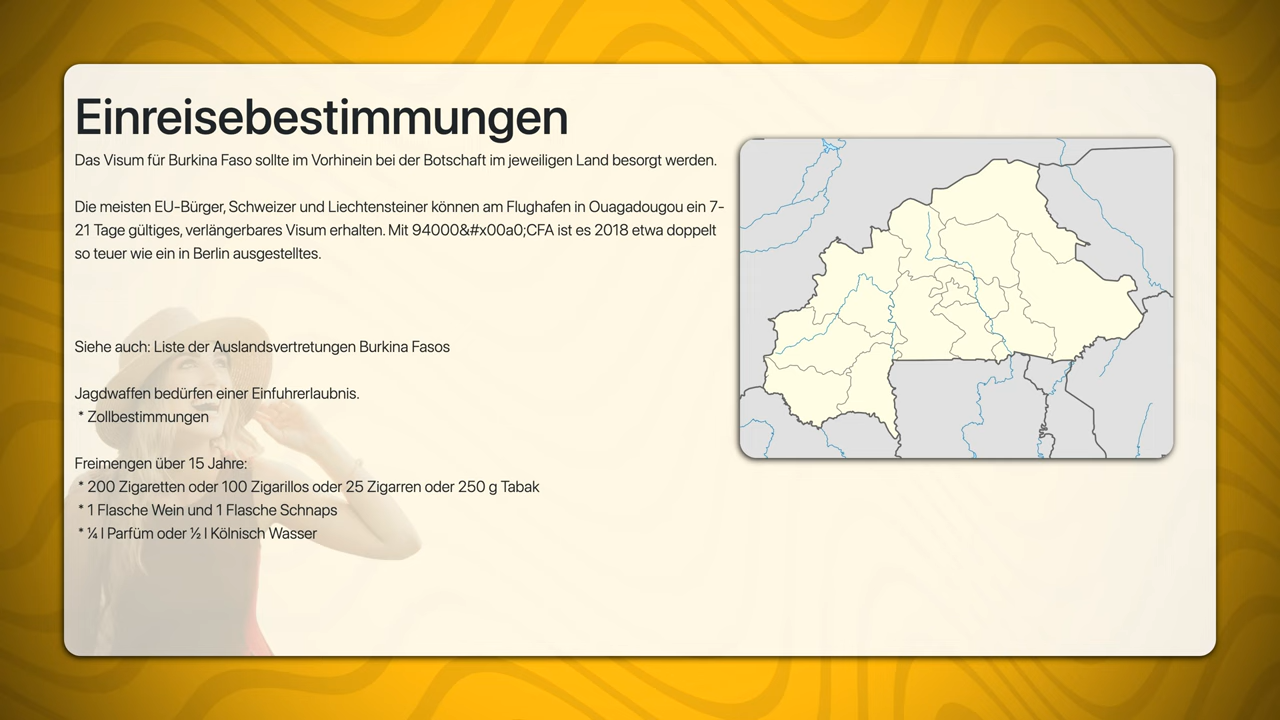 Einreisebestimmungen
Das Visum für Burkina Faso sollte im Vorhinein bei der Botschaft im jeweiligen Land besorgt werden.
Die meisten EU-Bürger, Schweizer und Liechtensteiner können am Flughafen in Ouagadougou ein 7-
21 Tage gültiges, verlängerbares Visum erhalten. Mit 94000&#x00a0;CFA ist es 2018 etwa doppelt
so teuer wie ein in Berlin ausgestelltes.
Siehe auch: Liste der Auslandsvertretungen Burkina Fasos
Jagdwaffen bedürfen einer Einfuhrerlaubnis.
* Zollbestimmungen
Freimengen über 15 Jahre:
* 200 Zigaretten oder 100 Zigarillos oder 25 Zigarren oder 250 g Tabak
* 1 Flasche Wein und 1 Flasche Schnaps
* ¼ l Parfüm oder ½ l Kölnisch Wasser